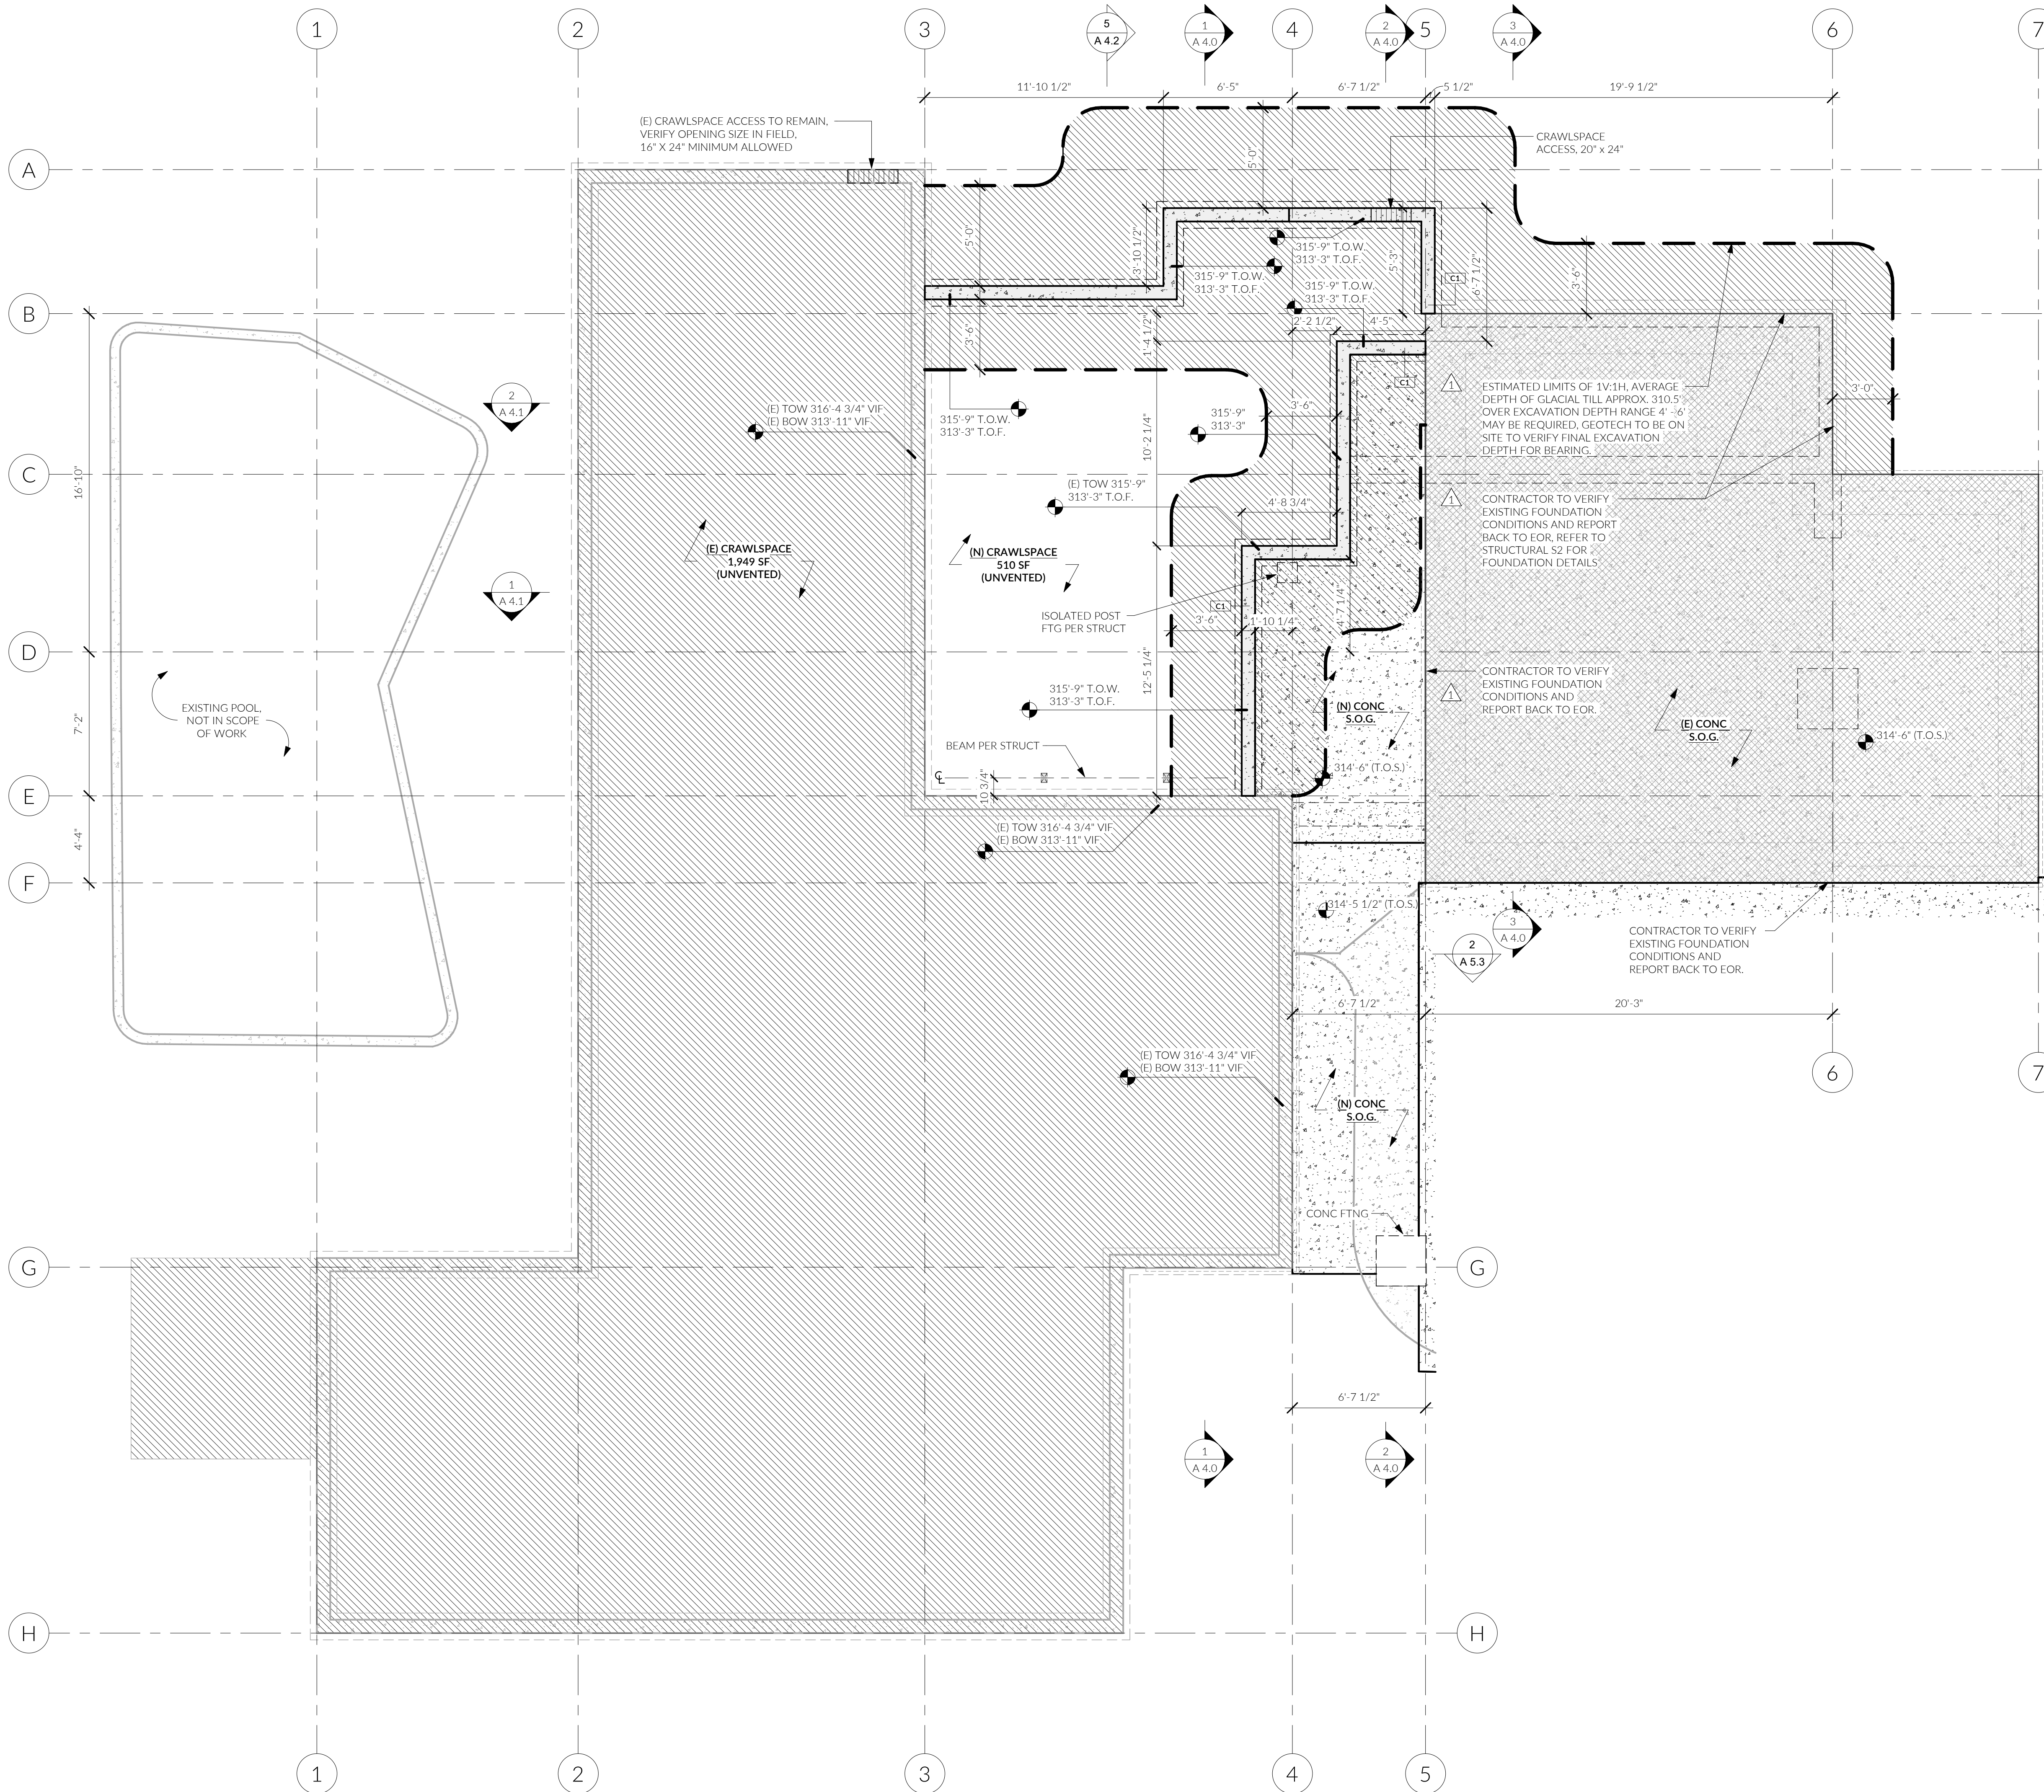 1
2
3
5
A 4.2
1
A 4.0
4
2
A 4.0
5
3
A 4.0
6
7
11'-10 1/2"
6'-5"
6'-7 1/2"
5 1/2"
19'-9 1/2"
(E) CRAWLSPACE ACCESS TO REMAIN,
VERIFY OPENING SIZE IN FIELD,
16" X 24" MINIMUM ALLOWED
CRAWLSPACE
ACCESS, 20" x 24"
A
5'-0"
5'-0"
3'-10 1/2"
315'-9" T.O.W.
313'-3" T.O.F.
5'-3"
6'-7 1/2"
3'-6"
315'-9" T.O.W.
313'-3" T.O.F.
C1
315'-9" T.O.W.
313'-3" T.O.F.
B
2'-2 1/2"
4'-5"
1'-4 1/2"
3'-6"
C1
1
ESTIMATED LIMITS OF 1V:1H, AVERAGE
DEPTH OF GLACIAL TILL APPROX. 310.5'
OVER EXCAVATION DEPTH RANGE 4' - 6'
MAY BE REQUIRED, GEOTECH TO BE ON
SITE TO VERIFY FINAL EXCAVATION
DEPTH FOR BEARING.
3'-0"
2
A 4.1
(E) TOW 316'-4 3/4" VIF
(E) BOW 313'-11" VIF
315'-9" T.O.W.
313'-3" T.O.F.
315'-9"
313'-3"
3'-6"
10'-2 1/4"
C
16'-10"
(E) TOW 315'-9"
313'-3" T.O.F.
4'-8 3/4"
1
CONTRACTOR TO VERIFY
EXISTING FOUNDATION
CONDITIONS AND REPORT
BACK TO EOR, REFER TO
STRUCTURAL S2 FOR
FOUNDATION DETAILS
(E) CRAWLSPACE
1,949 SF
(UNVENTED)
(N) CRAWLSPACE
510 SF
(UNVENTED)
1
A 4.1
ISOLATED POST
FTG PER STRUCT
C1
3'-6"
1'-10 1/4"
4'-7 1/4"
D
12'-5 1/4"
CONTRACTOR TO VERIFY
EXISTING FOUNDATION
CONDITIONS AND
REPORT BACK TO EOR.
1
315'-9" T.O.W.
313'-3" T.O.F.
EXISTING POOL,
NOT IN SCOPE
OF WORK
7'-2"
(N) CONC
S.O.G.
(E) CONC
S.O.G.
314'-6" (T.O.S.)
BEAM PER STRUCT
314'-6" (T.O.S.)
10 3/4"
E
4'-4"
(E) TOW 316'-4 3/4" VIF
(E) BOW 313'-11" VIF
F
314'-5 1/2" (T.O.S.)
3
A 4.0
2
A 5.3
CONTRACTOR TO VERIFY
EXISTING FOUNDATION
CONDITIONS AND
REPORT BACK TO EOR.
6'-7 1/2"
20'-3"
(E) TOW 316'-4 3/4" VIF
(E) BOW 313'-11" VIF
6
7
(N) CONC
S.O.G.
CONC FTNG
G
G
6'-7 1/2"
1
A 4.0
2
A 4.0
H
H
1
2
3
4
5